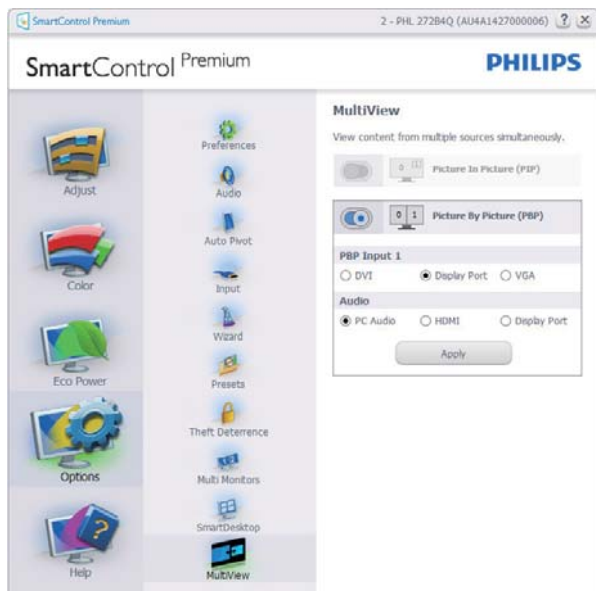 SmartControl Premium
2 - PHL 272B4Q (AU4A1427000006) ? X
SmartControl Premium
PHILIPS
Adjust
Color
Eco Power
Options
Help
Preferences
Audio
Auto Pivot
Input
Wizard
Presets
Theft Deterrence
Multi Monitors
SmartDesktop
MultiView
MultiView
View content from multiple sources simultaneously.
0 1 Picture In Picture (PIP)
0 1 Picture By Picture (PBP)
PBP Input 1
DVI Display Port VGA
Audio
PC Audio HDMI Display Port
Apply